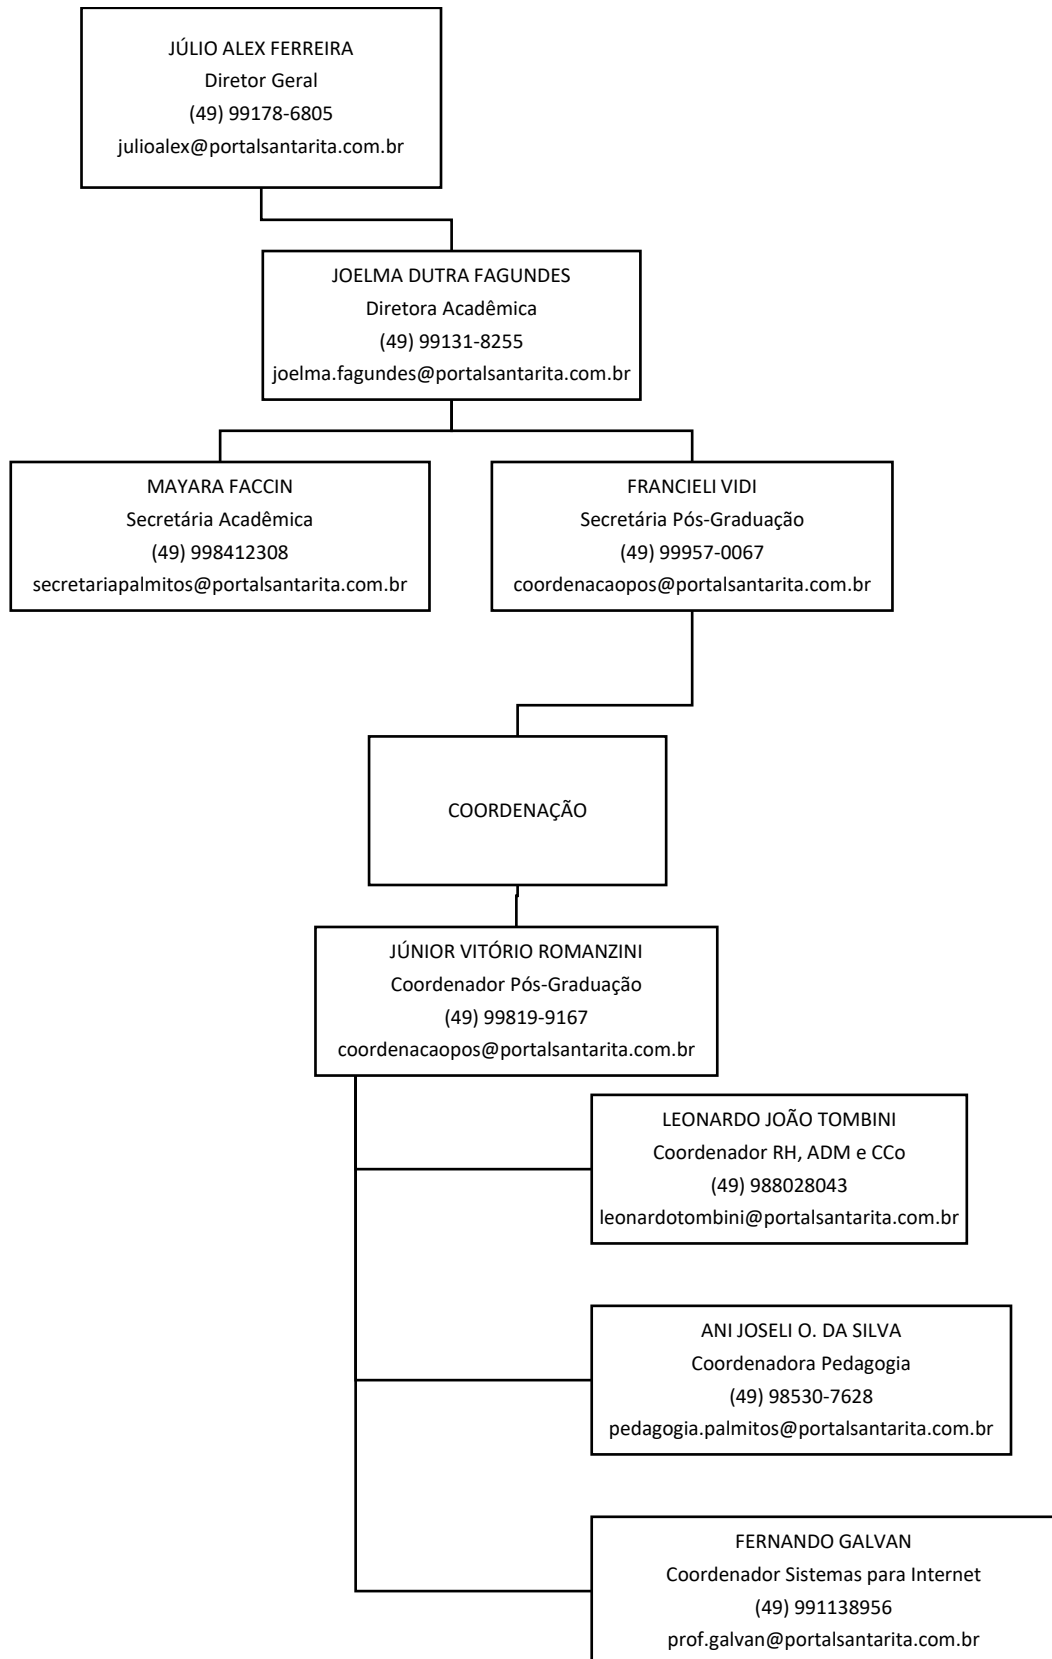 JÚLIO ALEX FERREIRA
Diretor Geral
(49) 99178-6805
julioalex@portalsantarita.com.br
JOELMA DUTRA FAGUNDES
Diretora Acadêmica
(49) 99131-8255
joelma.fagundes@portalsantarita.com.br
MAYARA FACCIN
Secretária Acadêmica
(49) 998412308
secretariapalmitos@portalsantarita.com.br
FRANCIELI VIDI
Secretária Pós-Graduação
(49) 99957-0067
coordenacaopos@portalsantarita.com.br
COORDENAÇÃO
JÚNIOR VITÓRIO ROMANZINI
Coordenador Pós-Graduação
(49) 99819-9167
coordenacaopos@portalsantarita.com.br
LEONARDO JOÃO TOMBINI
Coordenador RH, ADM e CCo
(49) 988028043
leonardotombini@portalsantarita.com.br
ANI JOSELI O. DA SILVA
Coordenadora Pedagogia
(49) 98530-7628
pedagogia.palmitos@portalsantarita.com.br
FERNANDO GALVAN
Coordenador Sistemas para Internet
(49) 991138956
prof.galvan@portalsantarita.com.br